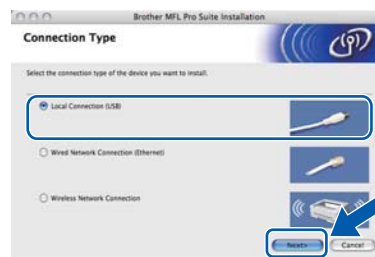 Brother MFL Pro Suite Installation
Connection Type
Select the connection type of the device you want to install.
Local Connection (USB)
Wired Network Connection (Ethernet)
Wireless Network Connection
Next>
Cancel